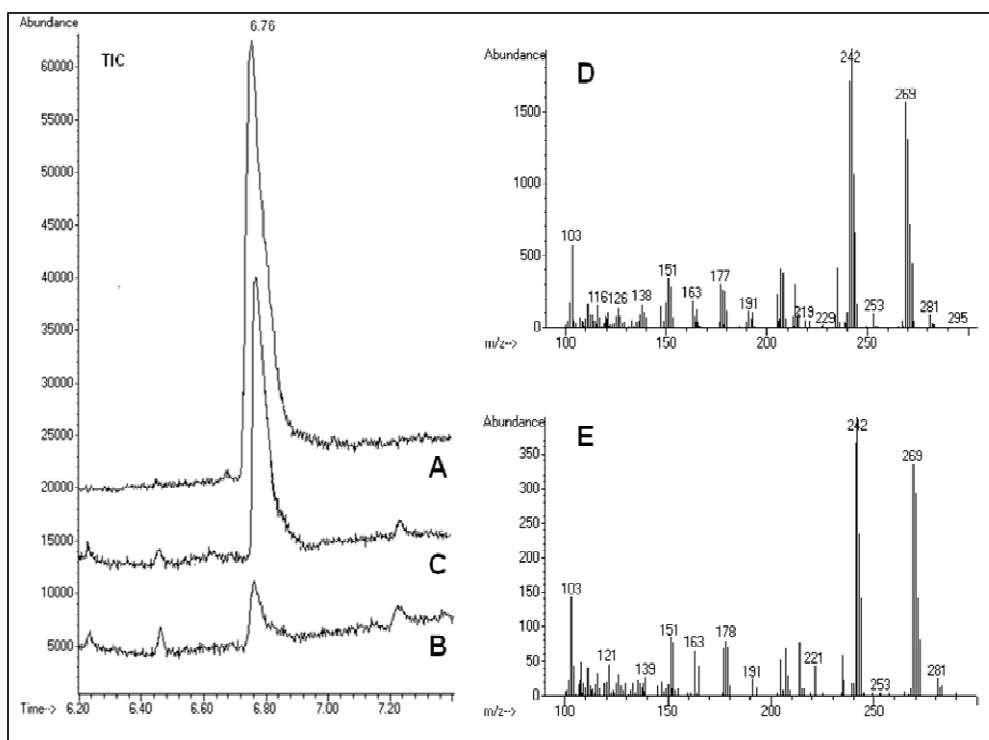 Abundance
6.76
TIC
60000
55000
50000
45000
40000
35000
30000
25000
20000
15000
10000
5000
A
C
B
Time-->
6.20 6.40 6.60 6.80 7.00 7.20
Abundance
D
242
269
1500
1000
500
0
103
116 126 138 151 163 177 191 219 229 253 281 295
m/z-->
100 150 200 250
Abundance
E
242
269
350
300
250
200
150
100
50
0
103
121 139 151 163 178 191 221 253 281
m/z-->
100 150 200 250